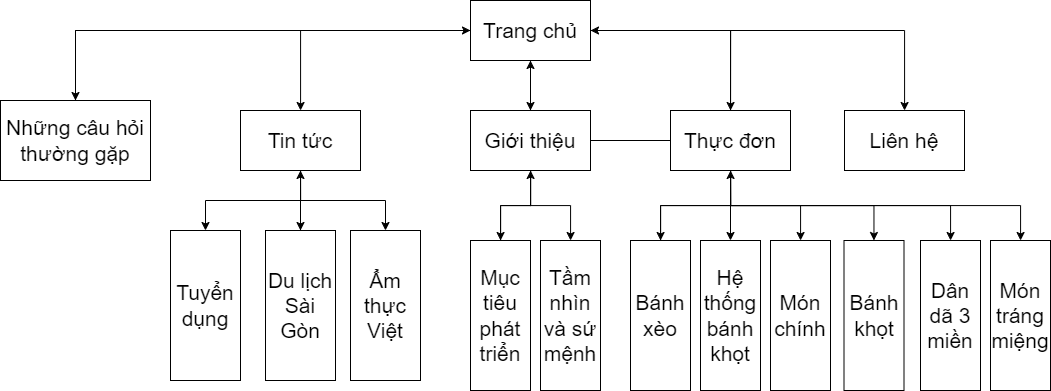 Trang chủ
Những câu hỏi
thường gặp
Tin tức
Giới thiệu
Thực đơn
Liên hệ
Tuyển
dụng
Du lịch
Sài
Gòn
Ẩm
thực
Việt
Mục
tiêu
phát
triển
Tầm
nhìn
và sứ
mệnh
Bánh
xèo
Hệ
thống
bánh
khọt
Món
chính
Bánh
khọt
Dân
dã 3
miền
Món
tráng
miệng